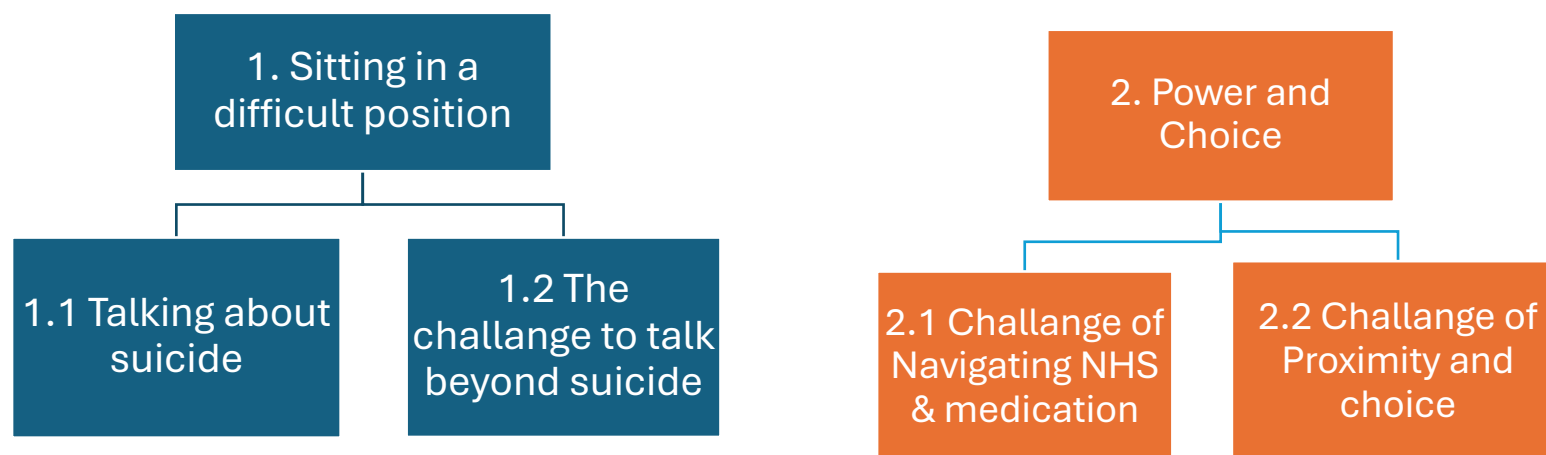 1. Sitting in a
difficult position
1.1 Talking about
suicide
1.2 The
challange to talk
beyond suicide
2. Power and
Choice
2.1 Challange of
Navigating NHS
& medication
2.2 Challange of
Proximity and
choice